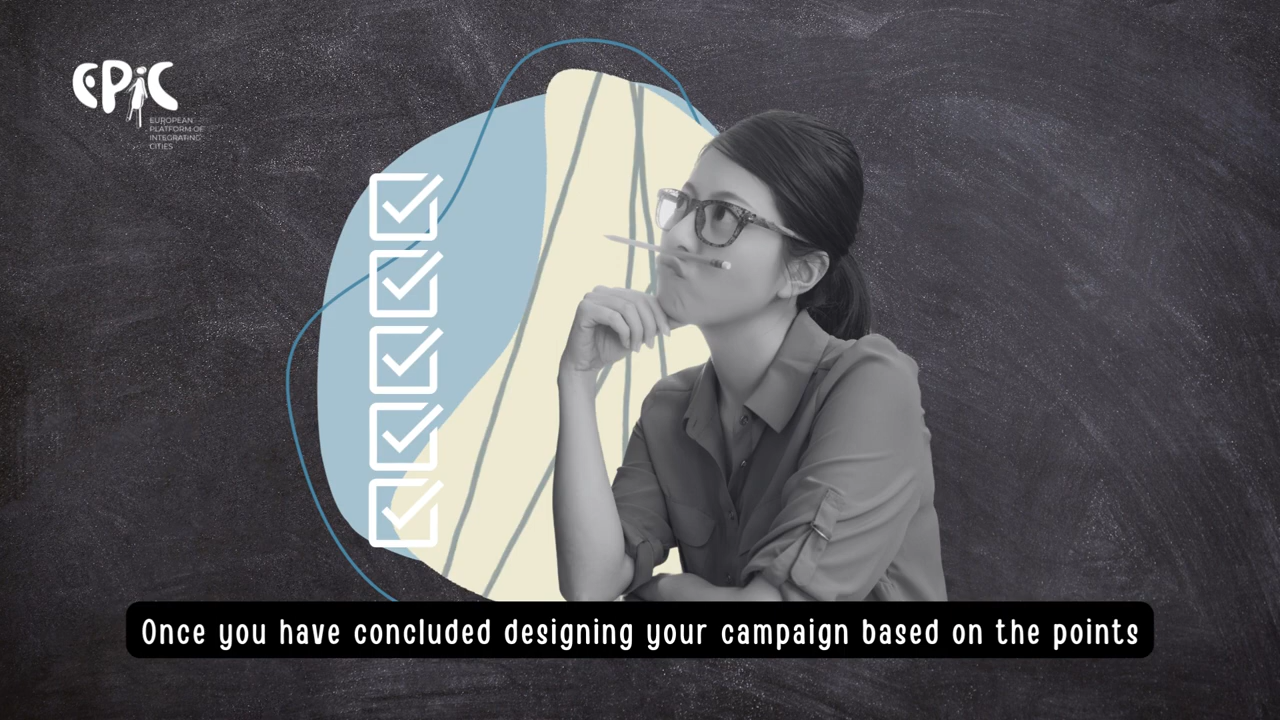 EPIC
EUROPEAN
PLATFORM OF
INTEGRATING
CITIES
Once you have concluded designing your campaign based on the points